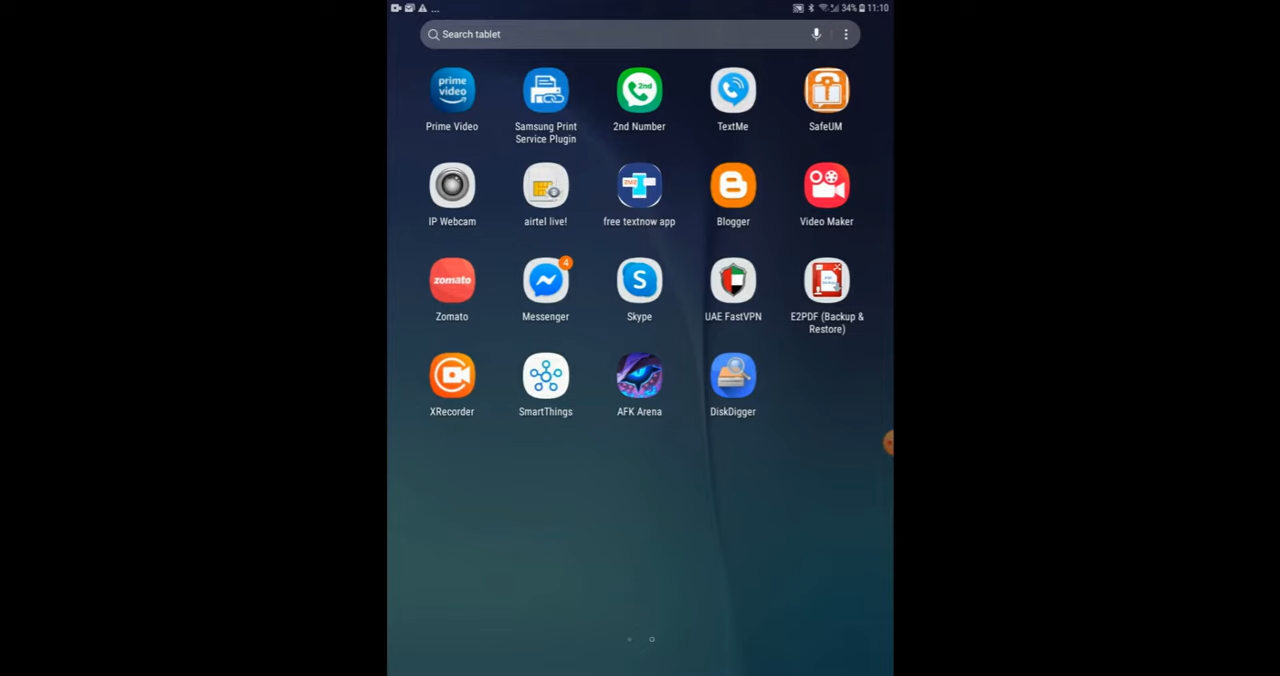 ... 34% 11:10
Search tablet
prime
video
2nd
Prime Video
Samsung Print
Service Plugin
2nd Number
TextMe
SafeUM
IP Webcam
airtel live!
free textnow app
Blogger
Video Maker
zomato
4
S
Zomato
Messenger
Skype
UAE FastVPN
E2PDF (Backup &
Restore)
XRecorder
SmartThings
AFK Arena
DiskDigger